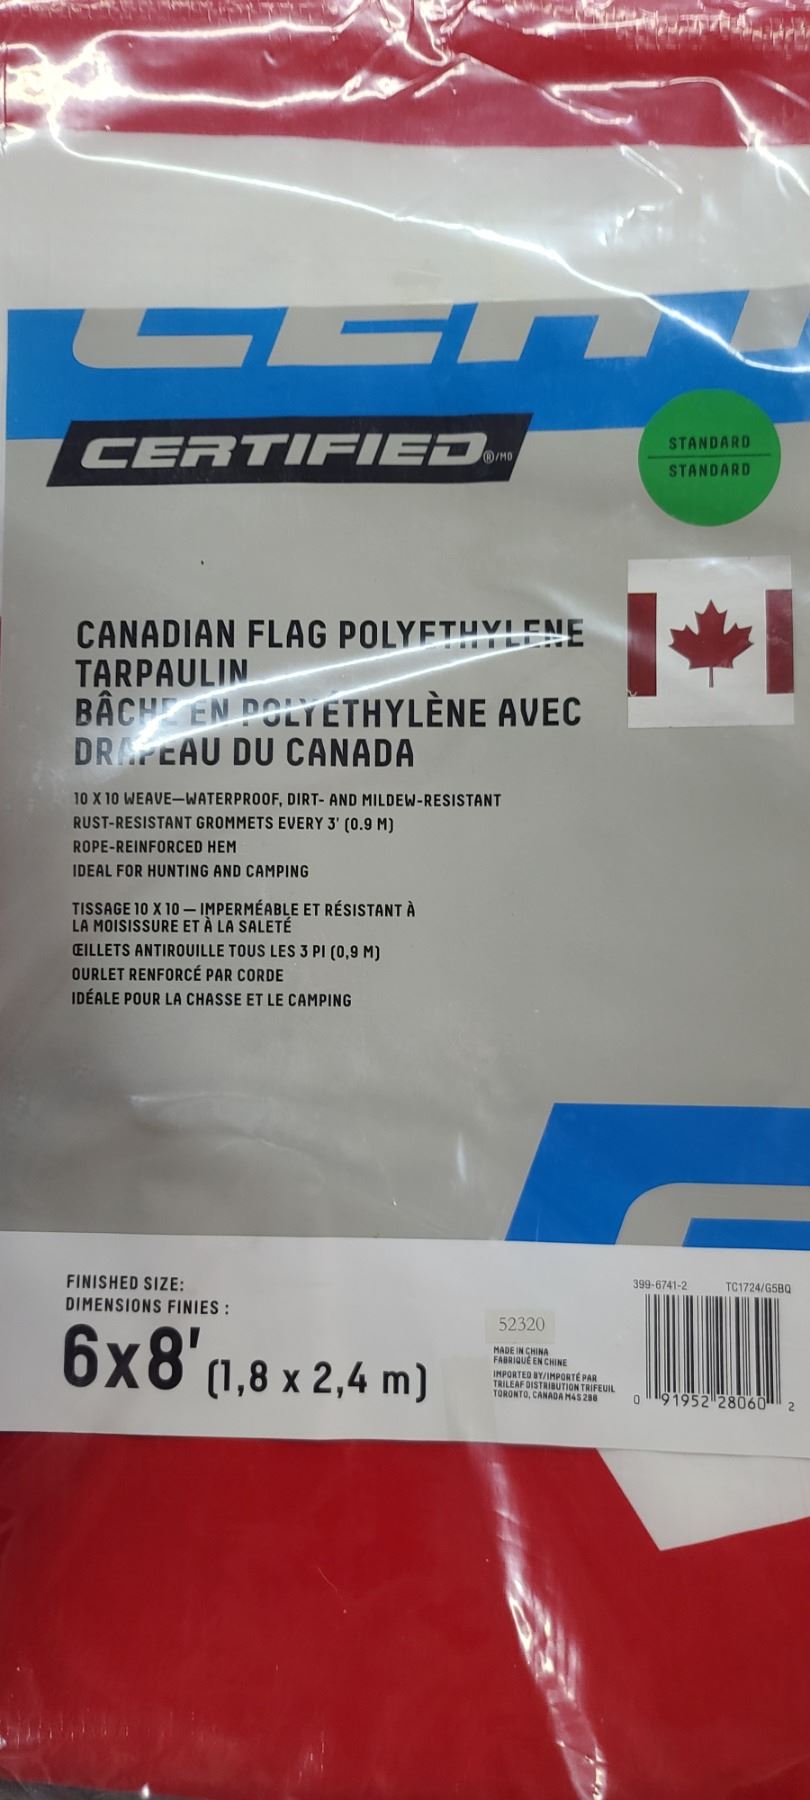 CERTIFIED®/MD
STANDARD
STANDARD
CANADIAN FLAG POLYETHYLENE
TARPAULIN
BÂCHE EN POLYÉTHYLÈNE AVEC
DRAPEAU DU CANADA
10 X 10 WEAVE—WATERPROOF, DIRT- AND MILDEW-RESISTANT
RUST-RESISTANT GROMMETS EVERY 3' (0.9 M)
ROPE-REINFORCED HEM
IDEAL FOR HUNTING AND CAMPING
TISSAGE 10 X 10 — IMPERMÉABLE ET RÉSISTANT À
LA MOISISSURE ET À LA SALETÉ
ŒILLETS ANTIROUILLE TOUS LES 3 PI (0,9 M)
OURLET RENFORCÉ PAR CORDE
IDÉALE POUR LA CHASSE ET LE CAMPING
FINISHED SIZE:
DIMENSIONS FINIES :
6x8' (1,8 x 2,4 m)
52320
MADE IN CHINA
FABRIQUÉ EN CHINE
IMPORTED BY/IMPORTÉ PAR
TRILEAF DISTRIBUTION TRIFEUIL
TORONTO, CANADA M4S 2B8
399-6741-2 TC1724/G5BQ
0 91952 28060 2